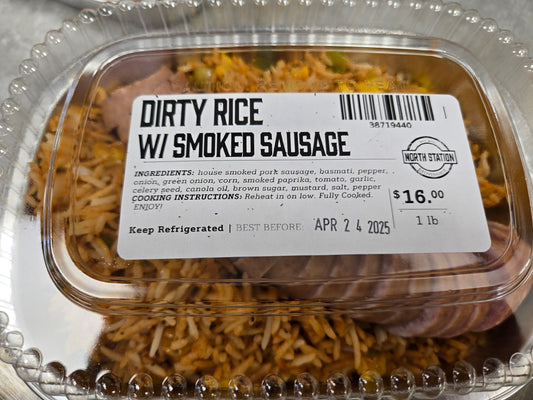 DIRTY RICE
W/ SMOKED SAUSAGE
38719440
NORTH STATION
INGREDIENTS: house smoked pork sausage, basmati, pepper,
onion, green onion, corn, smoked paprika, tomato, garlic,
celery seed, canola oil, brown sugar, mustard, salt, pepper
COOKING INSTRUCTIONS: Reheat in on low. Fully Cooked.
ENJOY!
$16.00
1 lb
Keep Refrigerated | BEST BEFORE: APR 24 2025